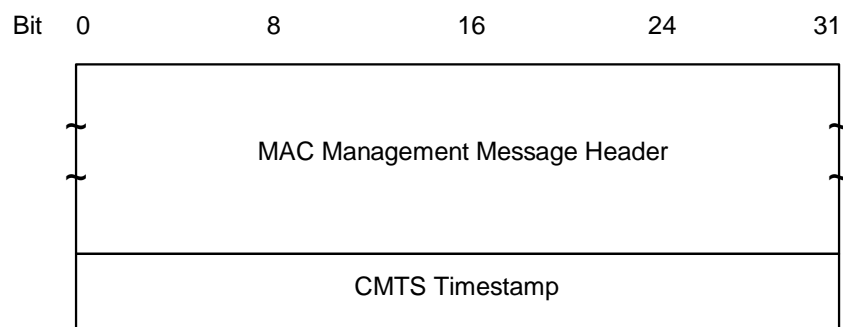 Bit 0 8 16 24 31
MAC Management Message Header
CMTS Timestamp